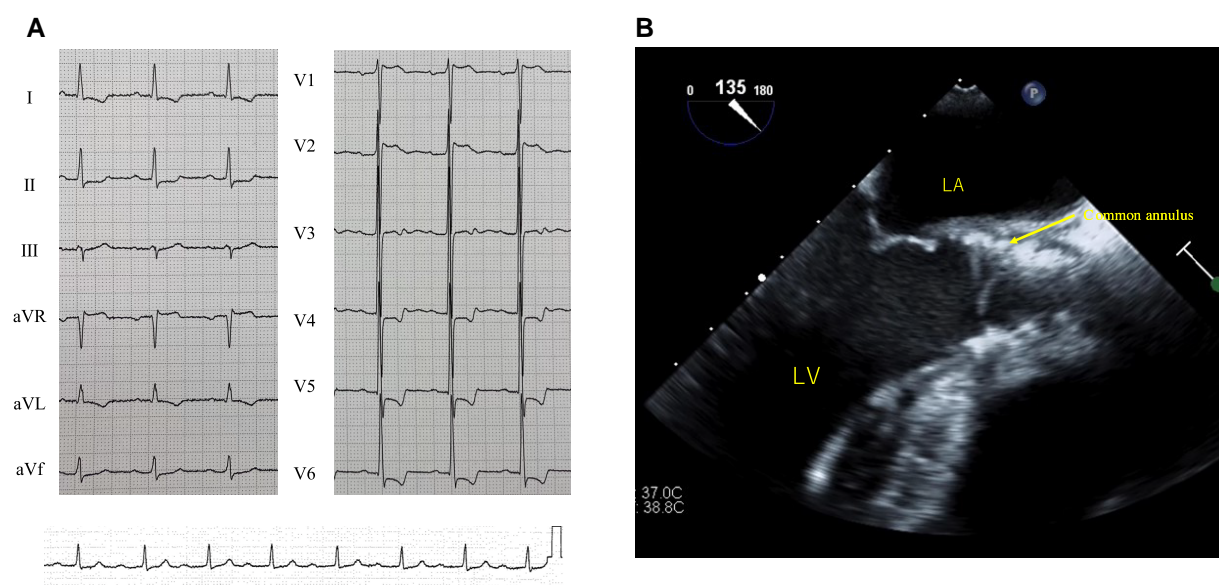 A
I
II
III
aVR
aVL
aVf
V1
V2
V3
V4
V5
V6
B
0 135 180
P
LA
Common annulus
LV
: 37.0C
: 38.8C